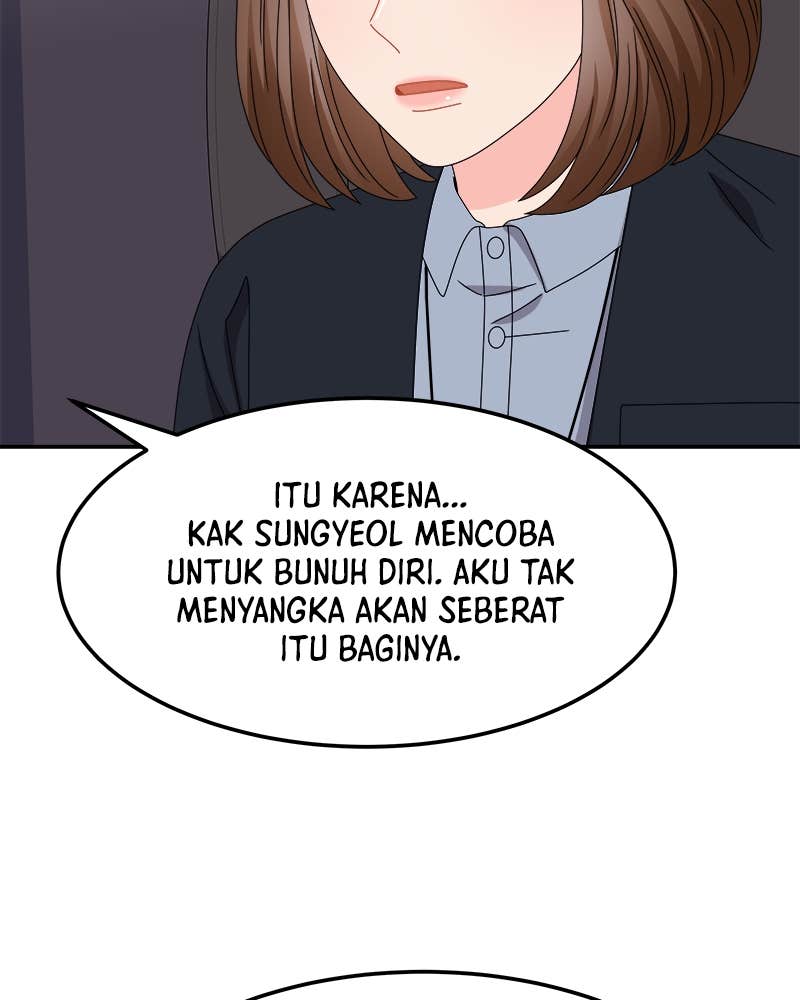 ITU KARENA...
KAK SUNGYEOL MENCOBA
UNTUK BUNUH DIRI. AKU TAK
MENYANGKA AKAN SEBERAT
ITU BAGINYA.